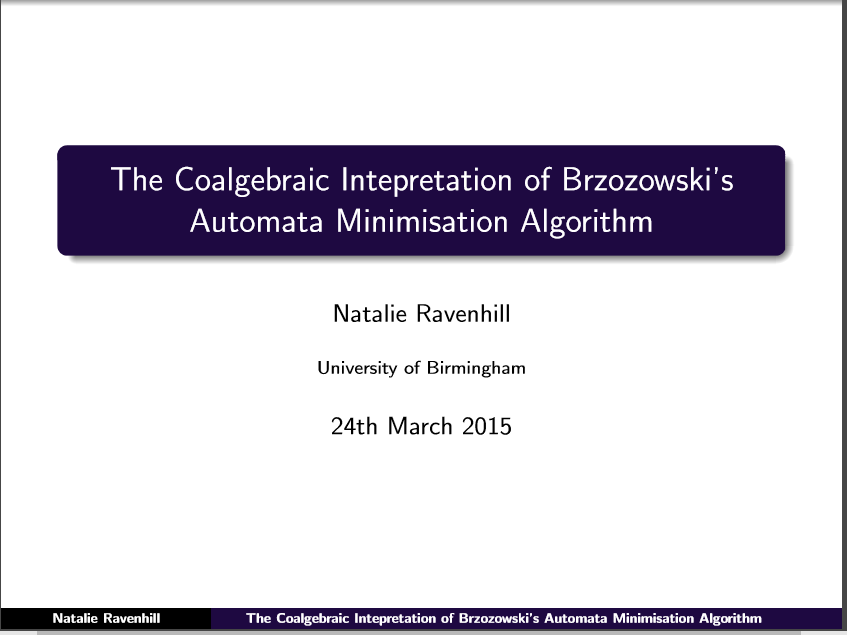 The Coalgebraic Intepretation of Brzozowski's
Automata Minimisation Algorithm
Natalie Ravenhill
University of Birmingham
24th March 2015
Natalie Ravenhill
The Coalgebraic Intepretation of Brzozowski's Automata Minimisation Algorithm